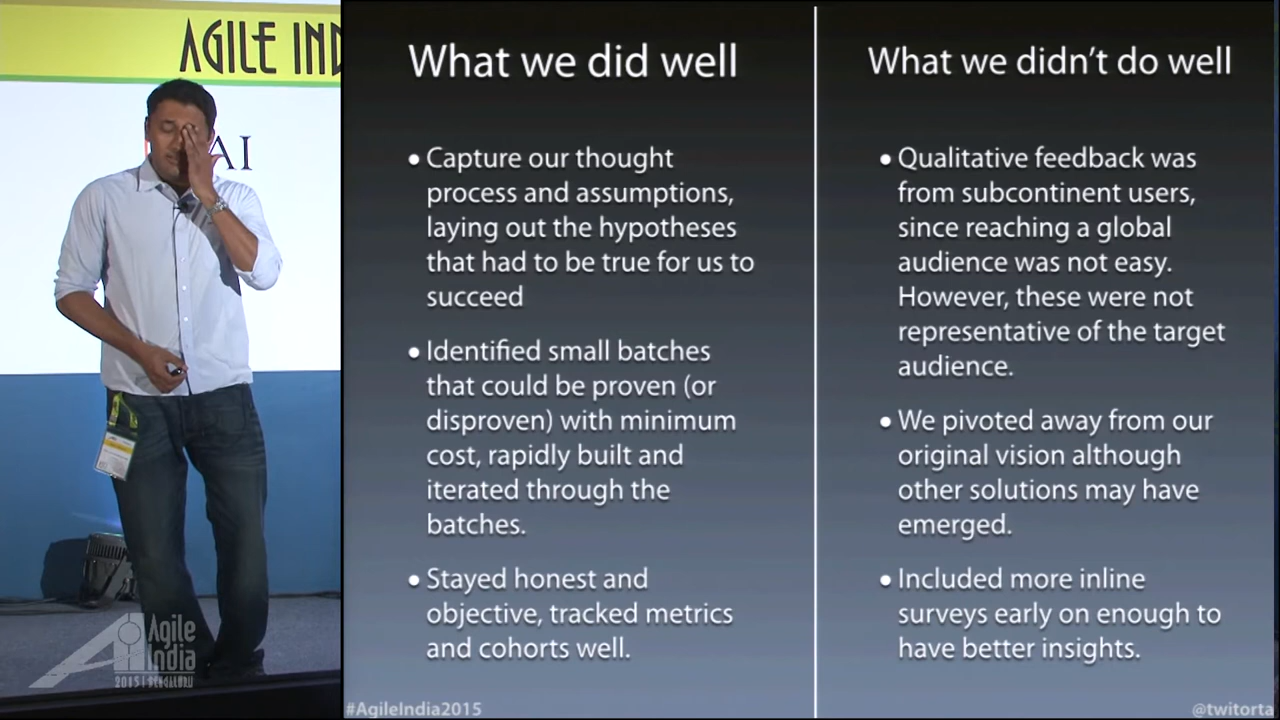 AGILE IND
AI
Agile
India
2015 | BENGALURU
What we did well
• Capture our thought
process and assumptions,
laying out the hypotheses
that had to be true for us to
succeed
• Identified small batches
that could be proven (or
disproven) with minimum
cost, rapidly built and
iterated through the
batches.
• Stayed honest and
objective, tracked metrics
and cohorts well.
#AgileIndia2015
What we didn’t do well
• Qualitative feedback was
from subcontinent users,
since reaching a global
audience was not easy.
However, these were not
representative of the target
audience.
• We pivoted away from our
original vision although
other solutions may have
emerged.
• Included more inline
surveys early on enough to
have better insights.
@twitorta